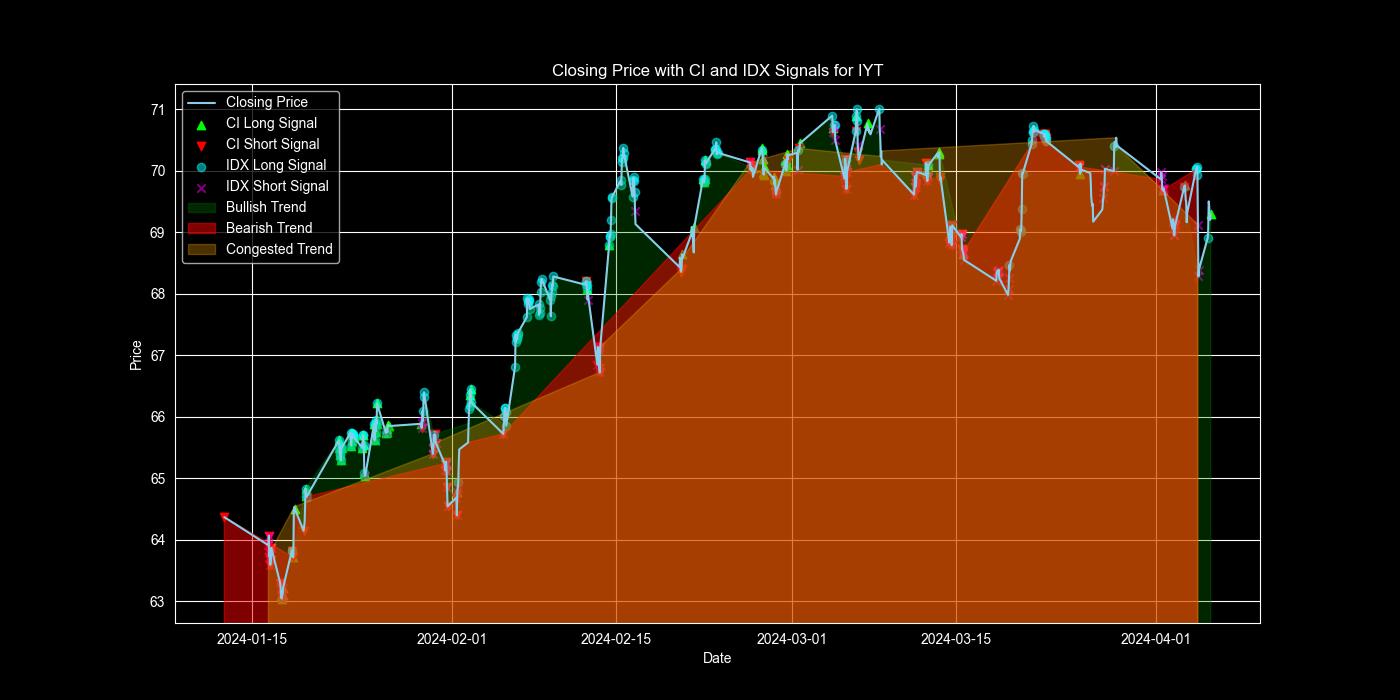 Closing Price with CI and IDX Signals for IYT
Closing Price
CI Long Signal
CI Short Signal
IDX Long Signal
IDX Short Signal
Bullish Trend
Bearish Trend
Congested Trend
71
70
69
68
67
66
65
64
63
Price
2024-01-15
2024-02-01
2024-02-15
2024-03-01
2024-03-15
2024-04-01
Date